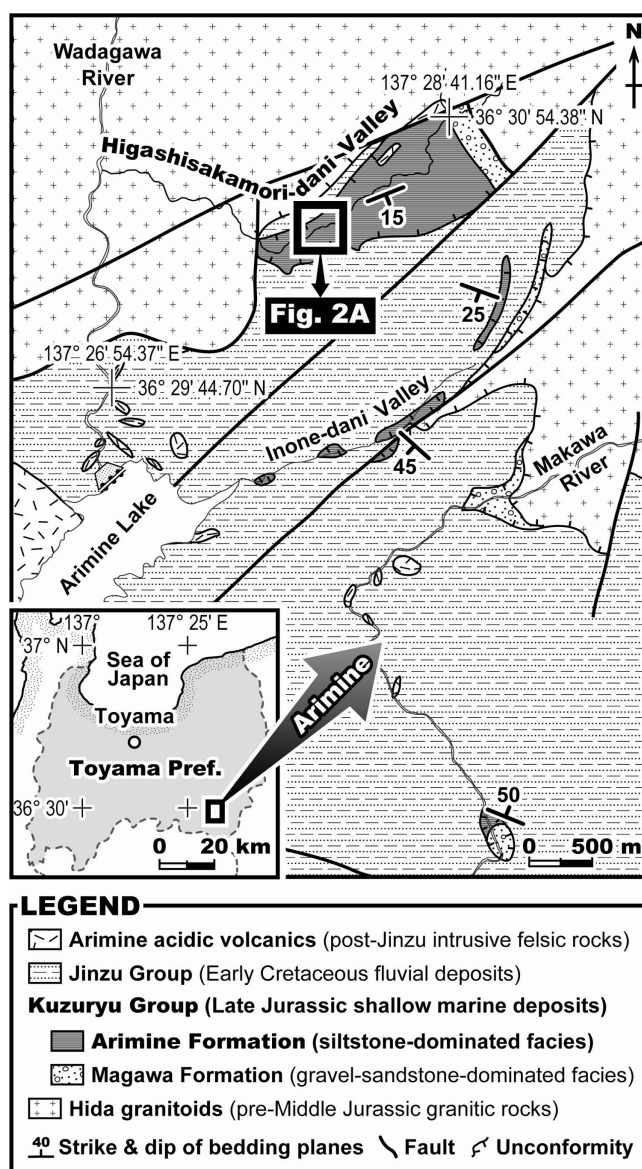 Wadagawa
River
N
137° 28' 41.16" E
36° 30' 54.38" N
Higashisakamori-dani Valley
15
Fig. 2A
25
137° 26' 54.37" E
36° 29' 44.70" N
Inone-dani Valley
45
Makawa
River
Arimine Lake
137°
137° 25' E
37° N
Sea of
Japan
Toyama
Toyama Pref.
36° 30'
0 20 km
Arimine
50
0 500 m
LEGEND
Arimine acidic volcanics (post-Jinzu intrusive felsic rocks)
Jinzu Group (Early Cretaceous fluvial deposits)
Kuzuryu Group (Late Jurassic shallow marine deposits)
Arimine Formation (siltstone-dominated facies)
Magawa Formation (gravel-sandstone-dominated facies)
Hida granitoids (pre-Middle Jurassic granitic rocks)
40 Strike & dip of bedding planes Fault Unconformity